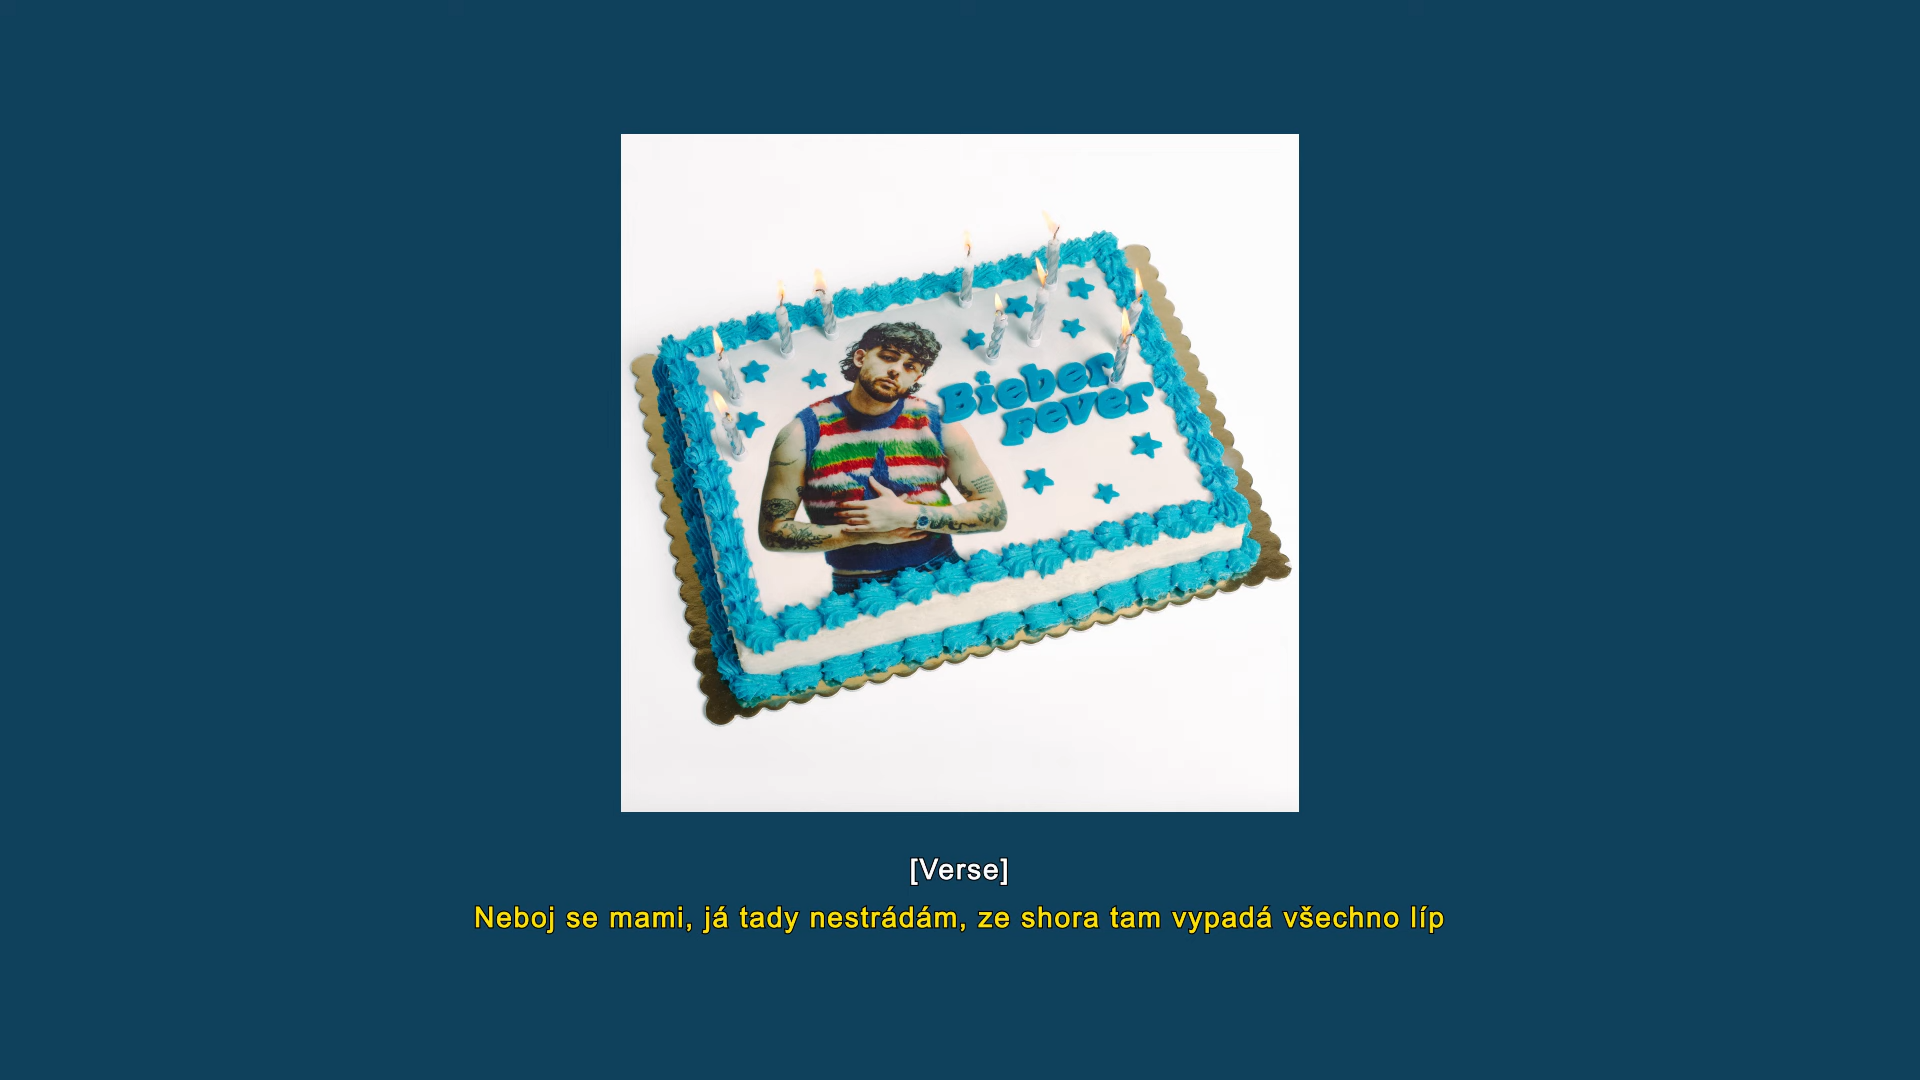 Bieber
Fever
[Verse]
Neboj se mami, já tady nestrádám, ze shora tam vypadá všechno líp